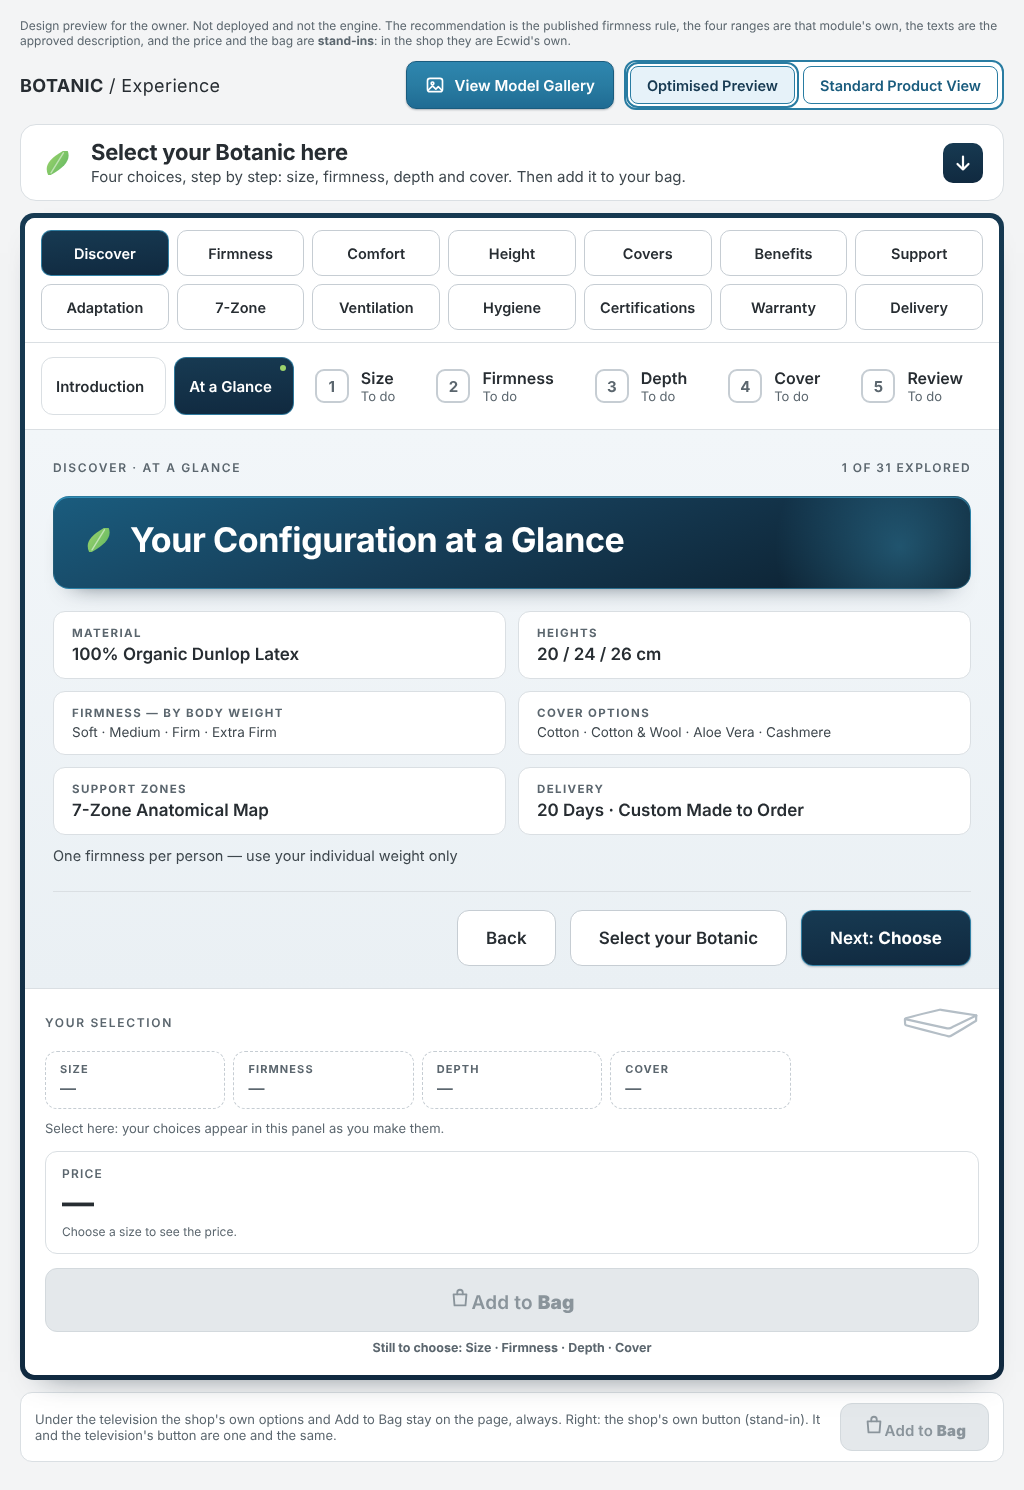 Design preview for the owner. Not deployed and not the engine. The recommendation is the published firmness rule, the four ranges are that module's own, the texts are the
approved description, and the price and the bag are stand-ins: in the shop they are Ecwid's own.
BOTANIC / Experience
View Model Gallery
Optimised Preview
Standard Product View
Select your Botanic here
Four choices, step by step: size, firmness, depth and cover. Then add it to your bag.
Discover
Firmness
Comfort
Height
Covers
Benefits
Support
Adaptation
7-Zone
Ventilation
Hygiene
Certifications
Warranty
Delivery
Introduction
At a Glance
1
Size
To do
2
Firmness
To do
3
Depth
To do
4
Cover
To do
5
Review
To do
DISCOVER · AT A GLANCE
1 OF 31 EXPLORED
Your Configuration at a Glance
MATERIAL
100% Organic Dunlop Latex
HEIGHTS
20 / 24 / 26 cm
FIRMNESS — BY BODY WEIGHT
Soft · Medium · Firm · Extra Firm
COVER OPTIONS
Cotton · Cotton & Wool · Aloe Vera · Cashmere
SUPPORT ZONES
7-Zone Anatomical Map
DELIVERY
20 Days · Custom Made to Order
One firmness per person — use your individual weight only
Back
Select your Botanic
Next: Choose
YOUR SELECTION
SIZE
—
FIRMNESS
—
DEPTH
—
COVER
—
Select here: your choices appear in this panel as you make them.
PRICE
—
Choose a size to see the price.
Add to Bag
Still to choose: Size · Firmness · Depth · Cover
Under the television the shop's own options and Add to Bag stay on the page, always. Right: the shop's own button (stand-in). It
and the television's button are one and the same.
Add to Bag